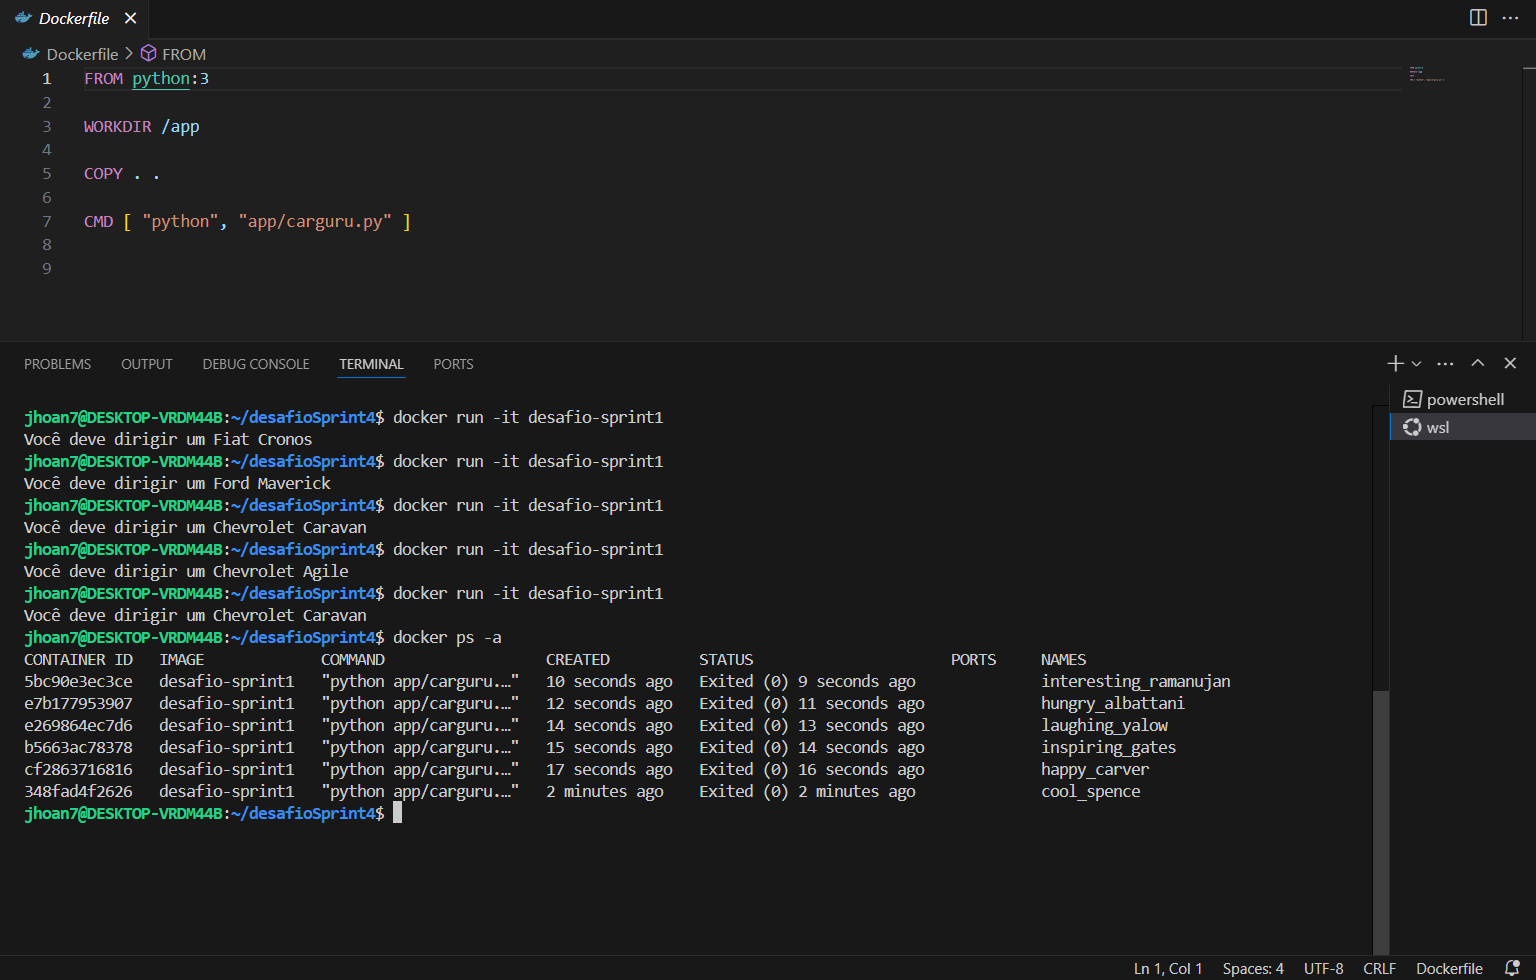 Dockerfile
Dockerfile > FROM
1 FROM python:3
2
3 WORKDIR /app
4
5 COPY . .
6
7 CMD [ "python", "app/carguru.py" ]
8
9
PROBLEMS OUTPUT DEBUG CONSOLE TERMINAL PORTS
powershell
wsl
jhoan7@DESKTOP-VRDM44B:~/desafioSprint4$ docker run -it desafio-sprint1
Você deve dirigir um Fiat Cronos
jhoan7@DESKTOP-VRDM44B:~/desafioSprint4$ docker run -it desafio-sprint1
Você deve dirigir um Ford Maverick
jhoan7@DESKTOP-VRDM44B:~/desafioSprint4$ docker run -it desafio-sprint1
Você deve dirigir um Chevrolet Caravan
jhoan7@DESKTOP-VRDM44B:~/desafioSprint4$ docker run -it desafio-sprint1
Você deve dirigir um Chevrolet Agile
jhoan7@DESKTOP-VRDM44B:~/desafioSprint4$ docker run -it desafio-sprint1
Você deve dirigir um Chevrolet Caravan
jhoan7@DESKTOP-VRDM44B:~/desafioSprint4$ docker ps -a
CONTAINER ID IMAGE COMMAND CREATED STATUS PORTS NAMES
5bc90e3ec3ce desafio-sprint1 "python app/carguru.…" 10 seconds ago Exited (0) 9 seconds ago interesting_ramanujan
e7b177953907 desafio-sprint1 "python app/carguru.…" 12 seconds ago Exited (0) 11 seconds ago hungry_albattani
e269864ec7d6 desafio-sprint1 "python app/carguru.…" 14 seconds ago Exited (0) 13 seconds ago laughing_yalow
b5663ac78378 desafio-sprint1 "python app/carguru.…" 15 seconds ago Exited (0) 14 seconds ago inspiring_gates
cf2863716816 desafio-sprint1 "python app/carguru.…" 17 seconds ago Exited (0) 16 seconds ago happy_carver
348fad4f2626 desafio-sprint1 "python app/carguru.…" 2 minutes ago Exited (0) 2 minutes ago cool_spence
jhoan7@DESKTOP-VRDM44B:~/desafioSprint4$
Ln 1, Col 1 Spaces: 4 UTF-8 CRLF Dockerfile